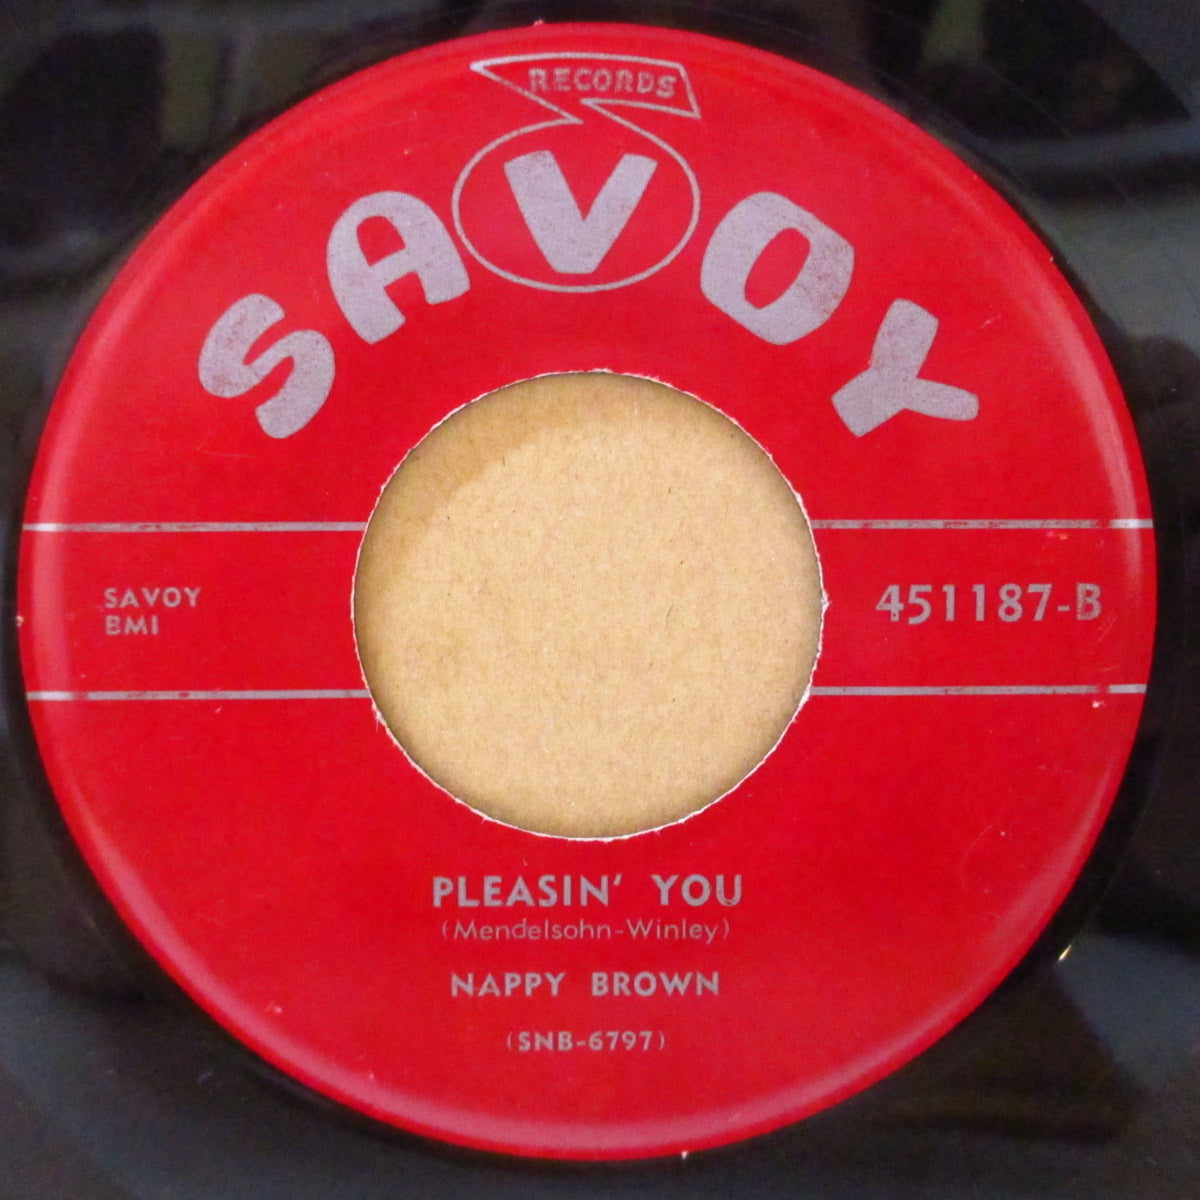 RECORDS
SAVOY
SAVOY
BMI
451187-B
PLEASIN' YOU
(Mendelsohn-Winley)
NAPPY BROWN
(SNB-6797)